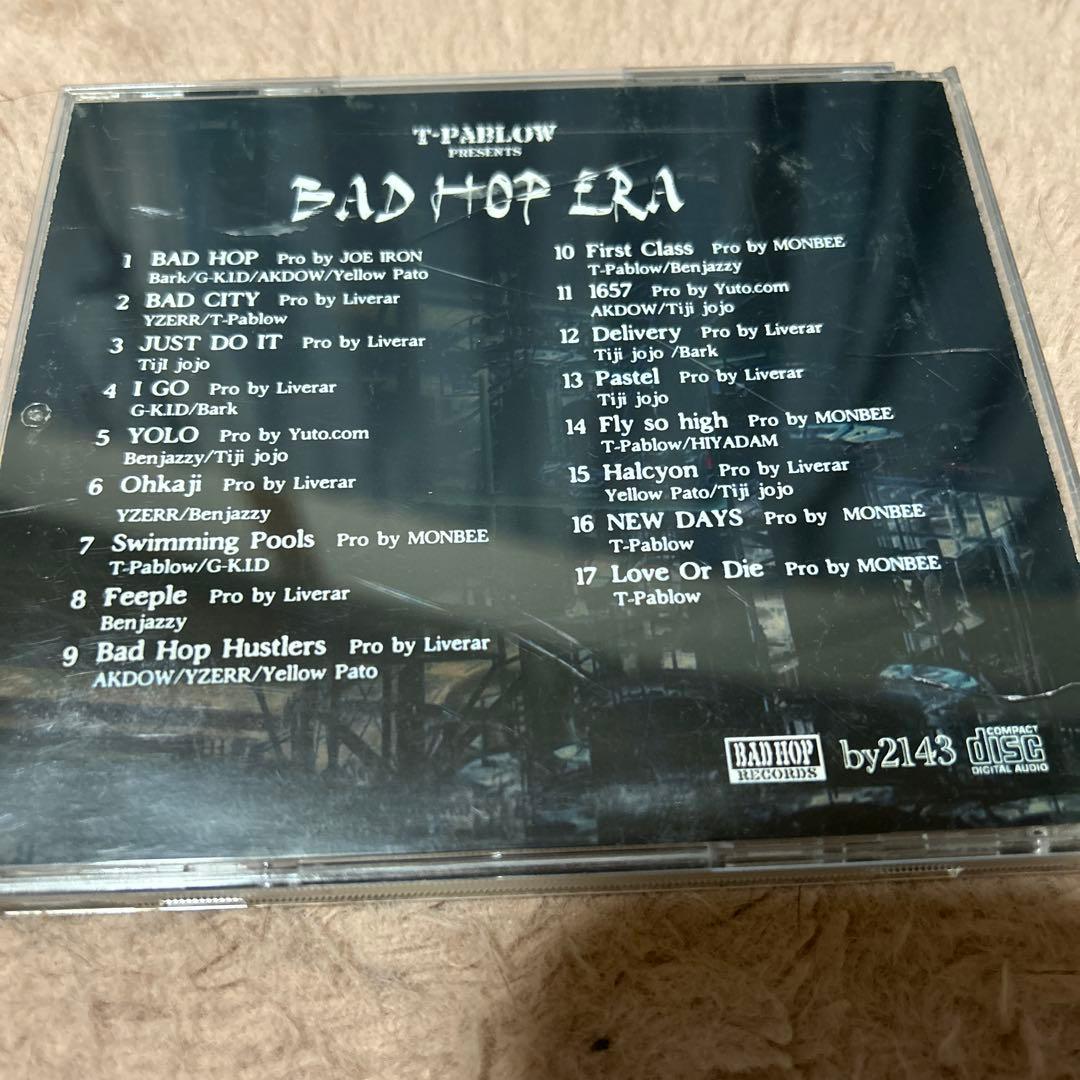 T-PABLOW
PRESENTS
BAD HOP ERA
1 BAD HOP Pro by JOE IRON
Bark/G-K.I.D/AKDOW/Yellow Pato
2 BAD CITY Pro by Liverar
YZERR/T-Pablow
3 JUST DO IT Pro by Liverar
TijI jojo
4 I GO Pro by Liverar
G-K.I.D/Bark
5 YOLO Pro by Yuto.com
Benjazzy/Tiji jojo
6 Ohkaji Pro by Liverar
YZERR/Benjazzy
7 Swimming Pools Pro by MONBEE
T-Pablow/G-K.I.D
8 Feeple Pro by Liverar
Benjazzy
9 Bad Hop Hustlers Pro by Liverar
AKDOW/YZERR/Yellow Pato
10 First Class Pro by MONBEE
T-Pablow/Benjazzy
11 1657 Pro by Yuto.com
AKDOW/Tiji jojo
12 Delivery Pro by Liverar
Tiji jojo /Bark
13 Pastel Pro by Liverar
Tiji jojo
14 Fly so high Pro by MONBEE
T-Pablow/HIYADAM
15 Halcyon Pro by Liverar
Yellow Pato/Tiji jojo
16 NEW DAYS Pro by MONBEE
T-Pablow
17 Love Or Die Pro by MONBEE
T-Pablow
BAD HOP
RECORDS
by2143
COMPACT
disc
DIGITAL AUDIO